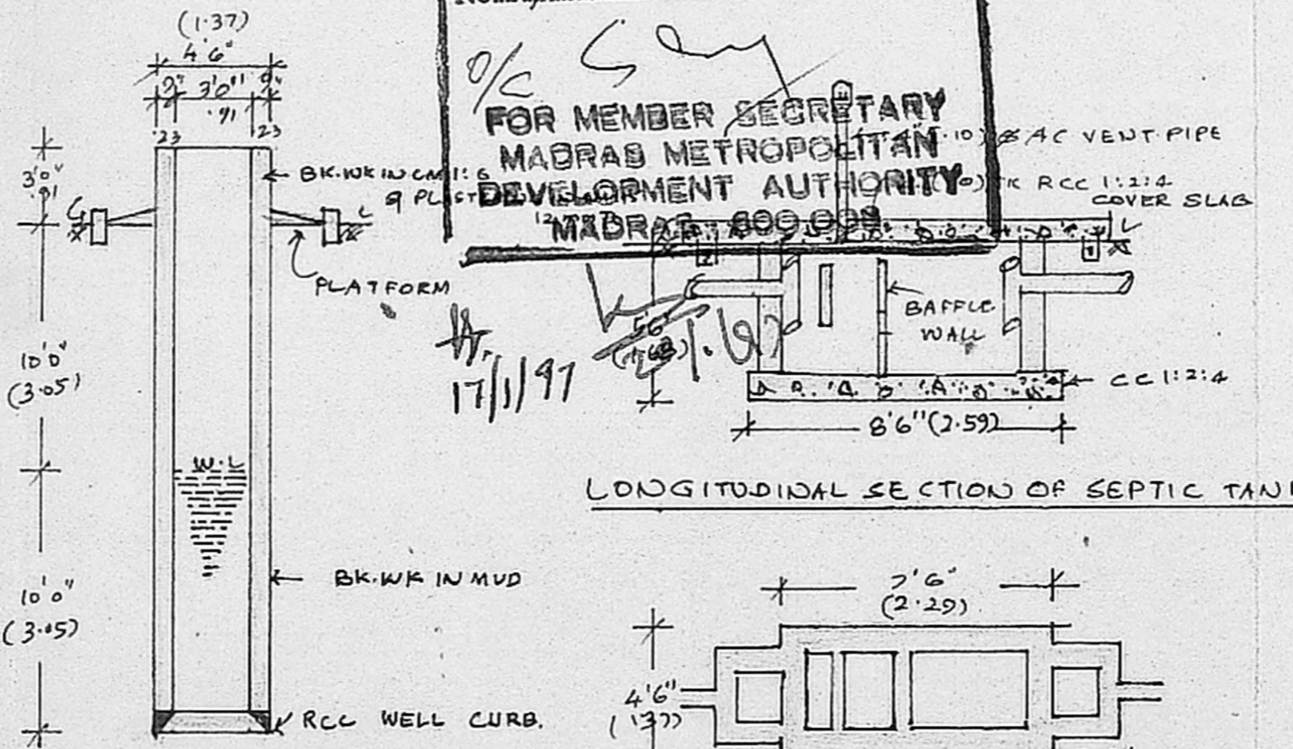 (1.37)
4'6"
9" 3'0" 9"
.23 .91 .23
3'0"
.91
BK.WK IN CM 1:6
PLATFORM
10'0"
(3.05)
W.L
BK.WK IN MUD
10'0"
(3.05)
RCC WELL CURB.
O/C
FOR MEMBER SECRETARY
MADRAS METROPOLITAN
DEVELOPMENT AUTHORITY
MADRAS 600 008.
17/1/97
AC VENT PIPE
RCC 1:2:4
COVER SLAB
BAFFLE
WALL
CC 1:2:4
8'6" (2.59)
LONGITUDINAL SECTION OF SEPTIC TANK
7'6"
(2.29)
4'6"
(1.37)